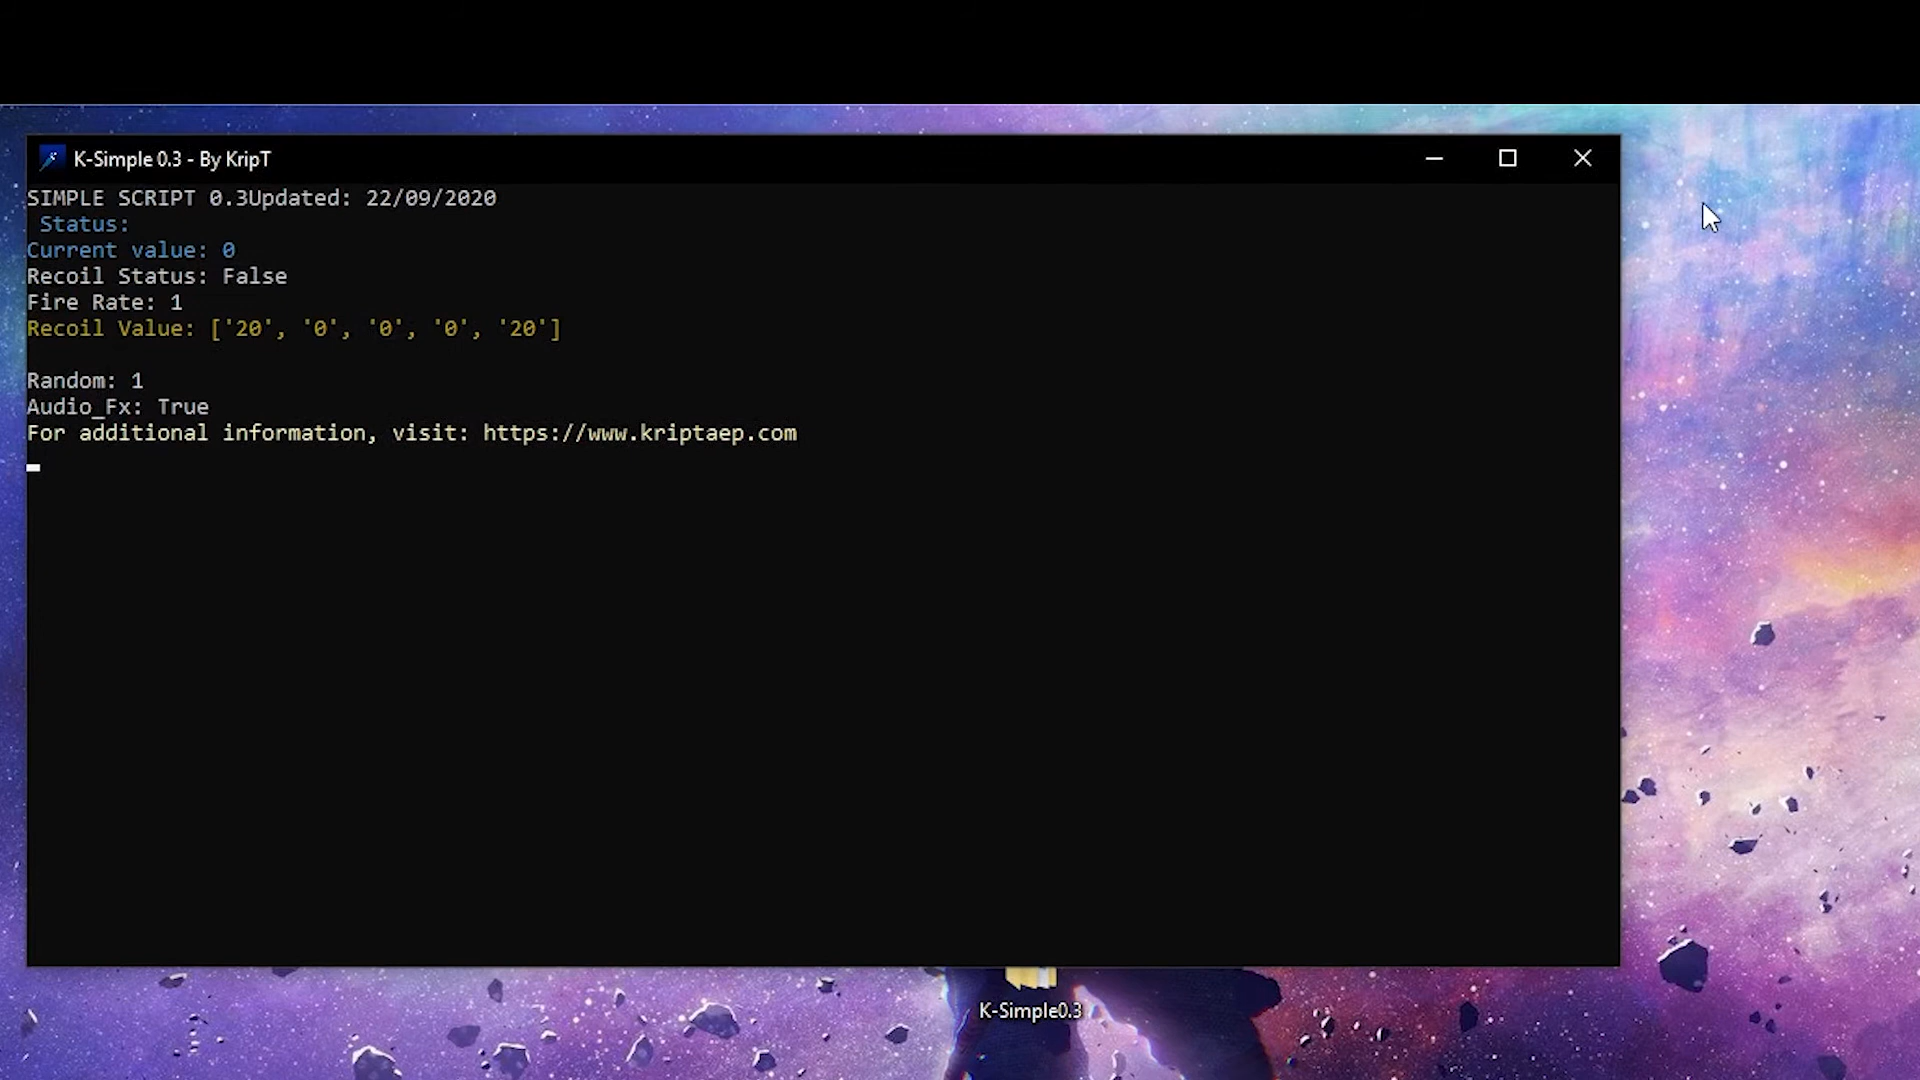 K-Simple 0.3 - By KripT
SIMPLE SCRIPT 0.3Updated: 22/09/2020
Status:
Current value: 0
Recoil Status: False
Fire Rate: 1
Recoil Value: ['20', '0', '0', '0', '20']
Random: 1
Audio_Fx: True
For additional information, visit: https://www.kriptaep.com
K-Simple0.3